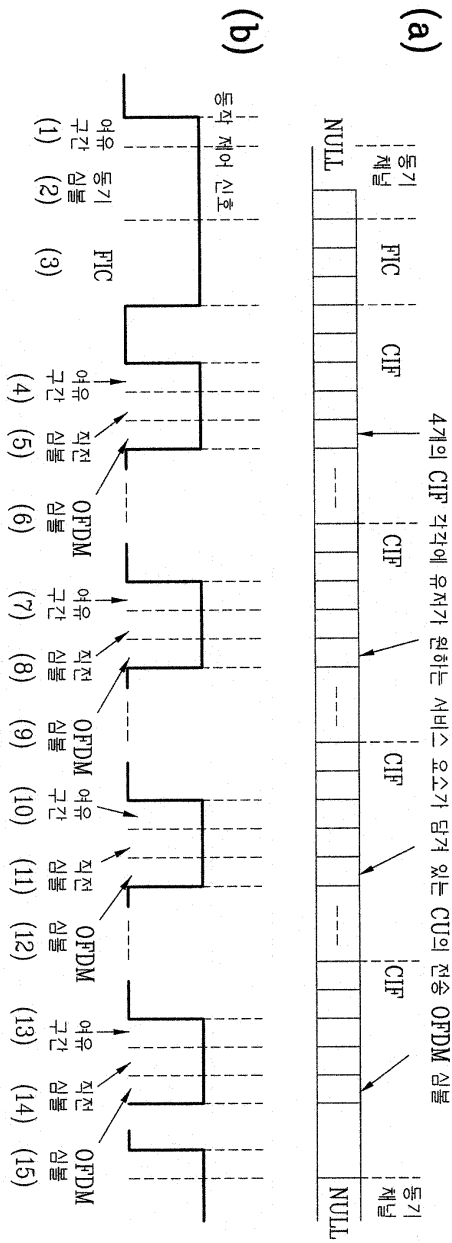 (a)
4개의 CIF 각각에 유저가 원하는 서비스 요소가 담겨 있는 CU의 전송 OFDM 심볼
동기
채널
NULL
FIC
CIF
CIF
CIF
CIF
동기
채널
NULL
(b)
동작 제어 신호
여유
구간
(1)
동기
심볼
(2)
FIC
(3)
여유
구간
(4)
직전
심볼
(5)
OFDM
심볼
(6)
여유
구간
(7)
직전
심볼
(8)
OFDM
심볼
(9)
여유
구간
(10)
직전
심볼
(11)
OFDM
심볼
(12)
여유
구간
(13)
직전
심볼
(14)
OFDM
심볼
(15)